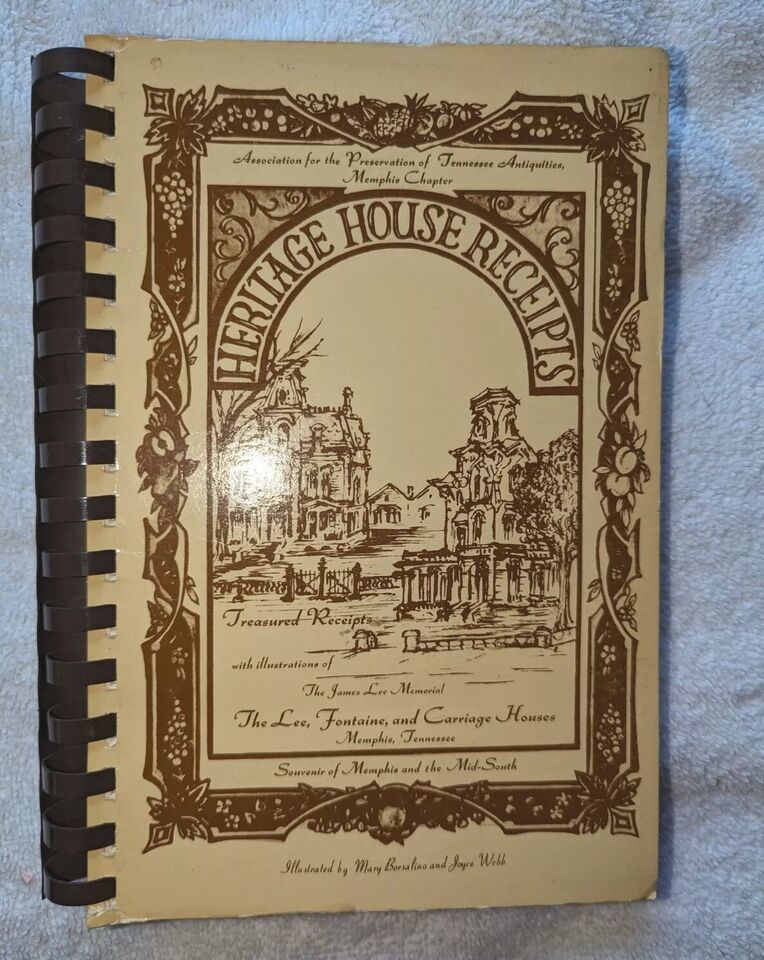 Association for the Preservation of Tennessee Antiquities,
Memphis Chapter
HERITAGE HOUSE RECEIPTS
Treasured Receipts
with illustrations of
The James Lee Memorial
The Lee, Fontaine, and Carriage Houses
Memphis, Tennessee
Souvenir of Memphis and the Mid-South
Illustrated by Mary Borsalino and Joyce Webb